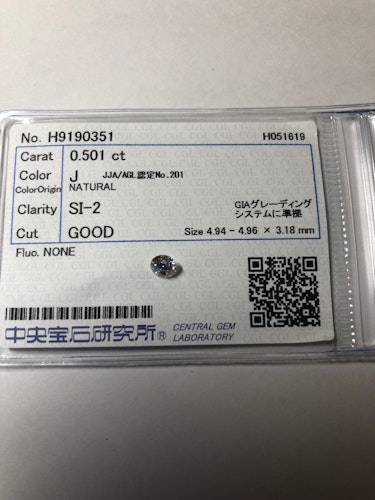 No. H9190351 H051619
Carat 0.501 ct
Color J JJA/AGL認定No.201
ColorOrigin NATURAL
Clarity SI-2 GIAグレーディング
システムに準拠
Cut GOOD Size 4.94 - 4.96 × 3.18 mm
Fluo. NONE
中央宝石研究所® CENTRAL GEM
LABORATORY